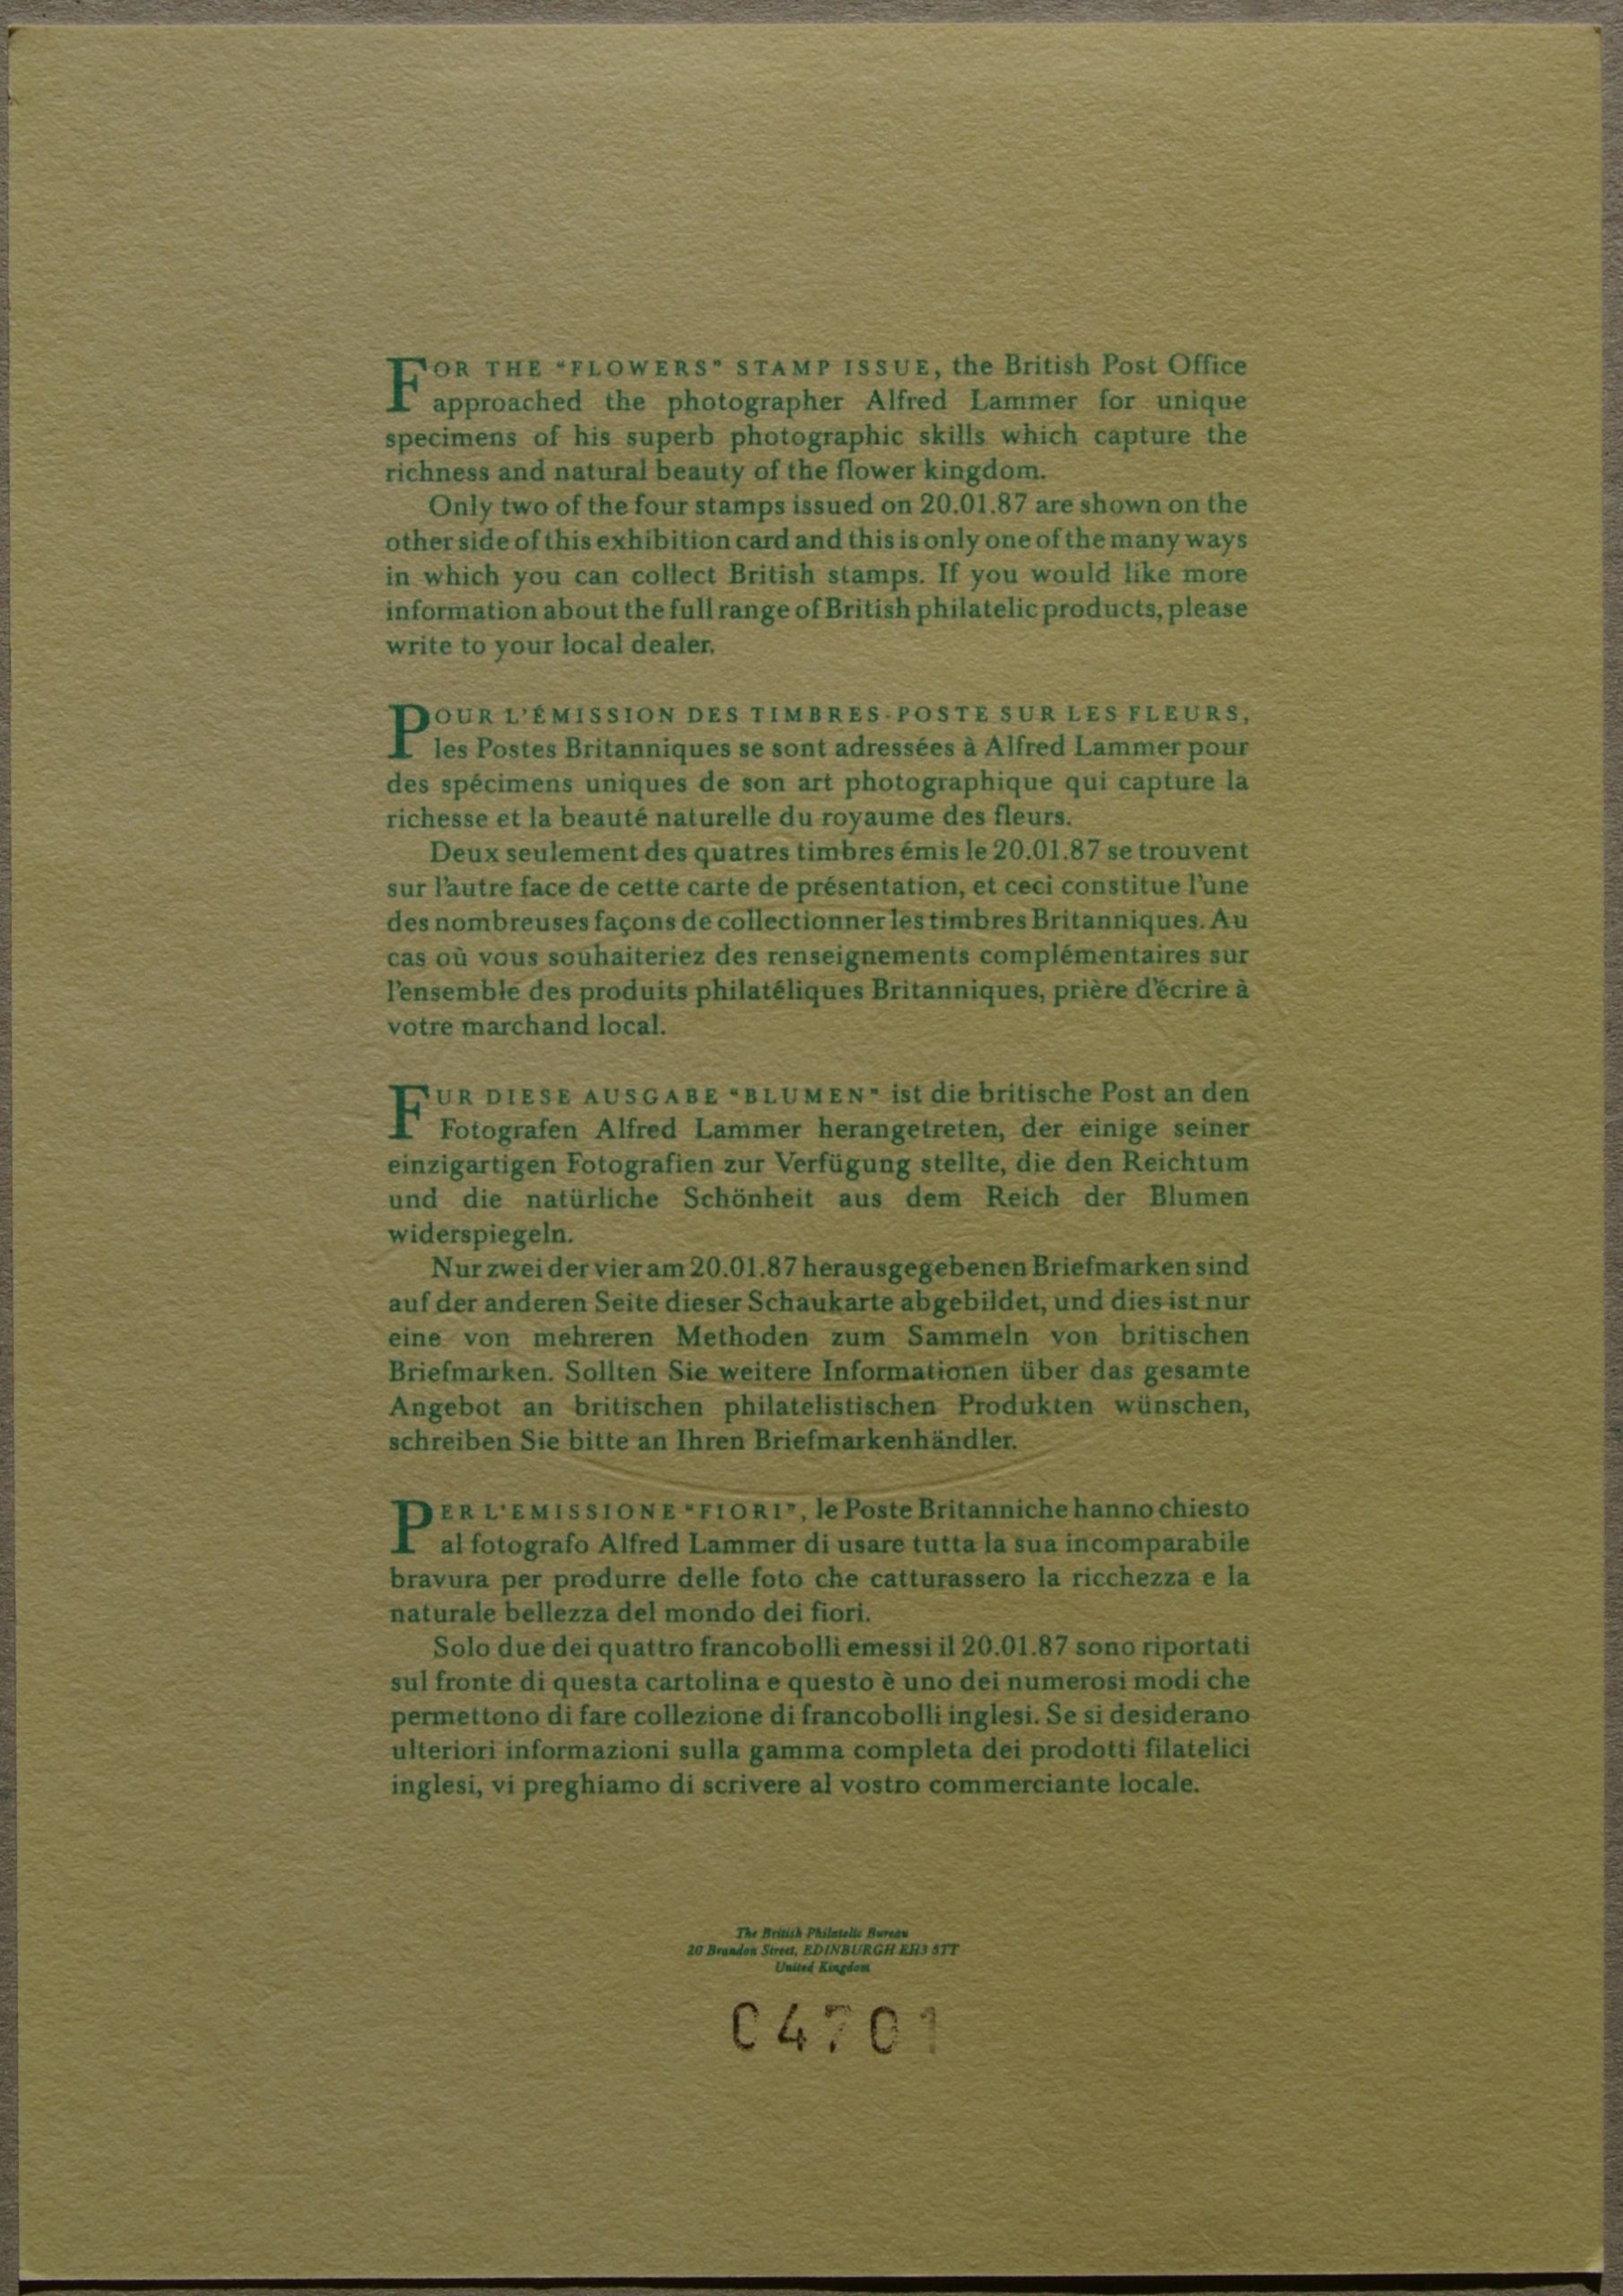 FOR THE "FLOWERS" STAMP ISSUE, the British Post Office
approached the photographer Alfred Lammer for unique
specimens of his superb photographic skills which capture the
richness and natural beauty of the flower kingdom.
Only two of the four stamps issued on 20.01.87 are shown on the
other side of this exhibition card and this is only one of the many ways
in which you can collect British stamps. If you would like more
information about the full range of British philatelic products, please
write to your local dealer.
POUR L'ÉMISSION DES TIMBRES-POSTE SUR LES FLEURS,
les Postes Britanniques se sont adressées à Alfred Lammer pour
des spécimens uniques de son art photographique qui capture la
richesse et la beauté naturelle du royaume des fleurs.
Deux seulement des quatres timbres émis le 20.01.87 se trouvent
sur l'autre face de cette carte de présentation, et ceci constitue l'une
des nombreuses façons de collectionner les timbres Britanniques. Au
cas où vous souhaiteriez des renseignements complémentaires sur
l'ensemble des produits philatéliques Britanniques, prière d'écrire à
votre marchand local.
FUR DIESE AUSGABE "BLUMEN" ist die britische Post an den
Fotografen Alfred Lammer herangetreten, der einige seiner
einzigartigen Fotografien zur Verfügung stellte, die den Reichtum
und die natürliche Schönheit aus dem Reich der Blumen
widerspiegeln.
Nur zwei der vier am 20.01.87 herausgegebenen Briefmarken sind
auf der anderen Seite dieser Schaukarte abgebildet, und dies ist nur
eine von mehreren Methoden zum Sammeln von britischen
Briefmarken. Sollten Sie weitere Informationen über das gesamte
Angebot an britischen philatelistischen Produkten wünschen,
schreiben Sie bitte an Ihren Briefmarkenhändler.
PER L'EMISSIONE "FIORI", le Poste Britanniche hanno chiesto
al fotografo Alfred Lammer di usare tutta la sua incomparabile
bravura per produrre delle foto che catturassero la ricchezza e la
naturale bellezza del mondo dei fiori.
Solo due dei quattro francobolli emessi il 20.01.87 sono riportati
sul fronte di questa cartolina e questo è uno dei numerosi modi che
permettono di fare collezione di francobolli inglesi. Se si desiderano
ulteriori informazioni sulla gamma completa dei prodotti filatelici
inglesi, vi preghiamo di scrivere al vostro commerciante locale.
The British Philatelic Bureau
20 Brandon Street, EDINBURGH EH3 5TT
United Kingdom
04701